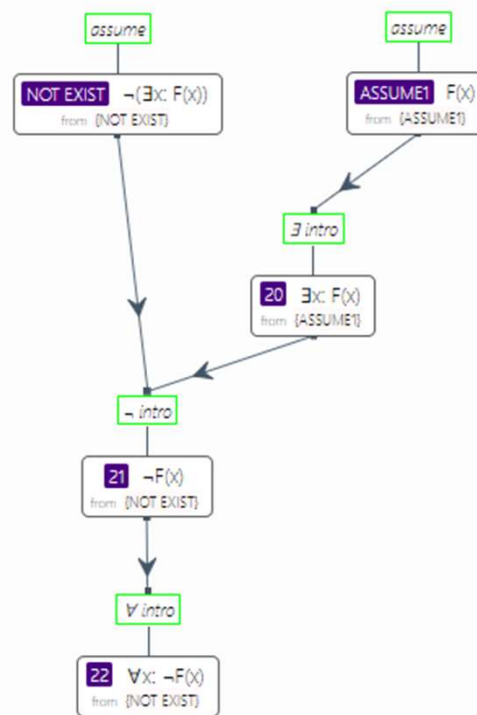 assume
assume
NOT EXIST ¬(∃x: F(x))
from {NOT EXIST}
ASSUME1 F(x)
from {ASSUME1}
∃ intro
20 ∃x: F(x)
from {ASSUME1}
¬ intro
21 ¬F(x)
from {NOT EXIST}
∀ intro
22 ∀x: ¬F(x)
from {NOT EXIST}